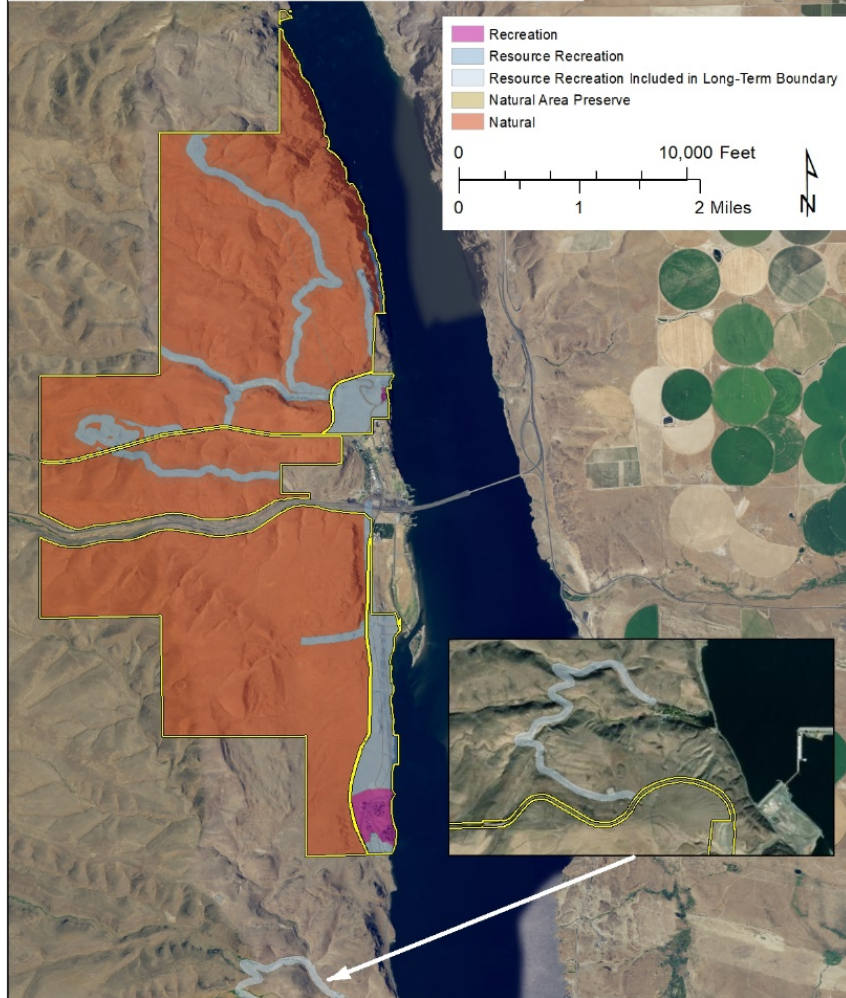 Recreation
Resource Recreation
Resource Recreation Included in Long-Term Boundary
Natural Area Preserve
Natural
0 10,000 Feet
0 1 2 Miles
N